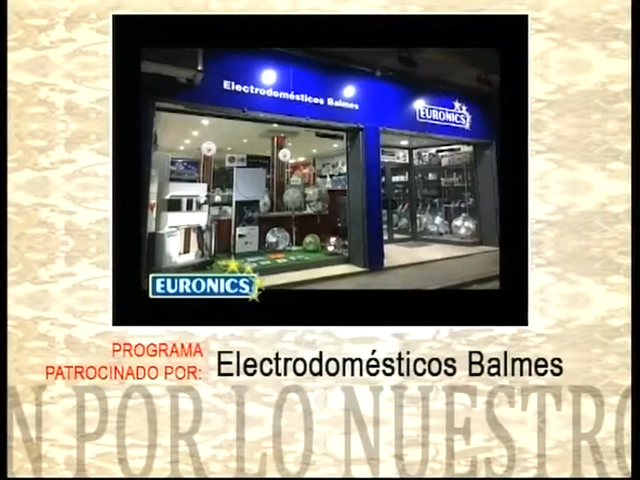 Electrodomésticos Balmes
EURONICS
EURONICS
PROGRAMA
PATROCINADO POR:
Electrodomésticos Balmes
N POR LO NUESTRO